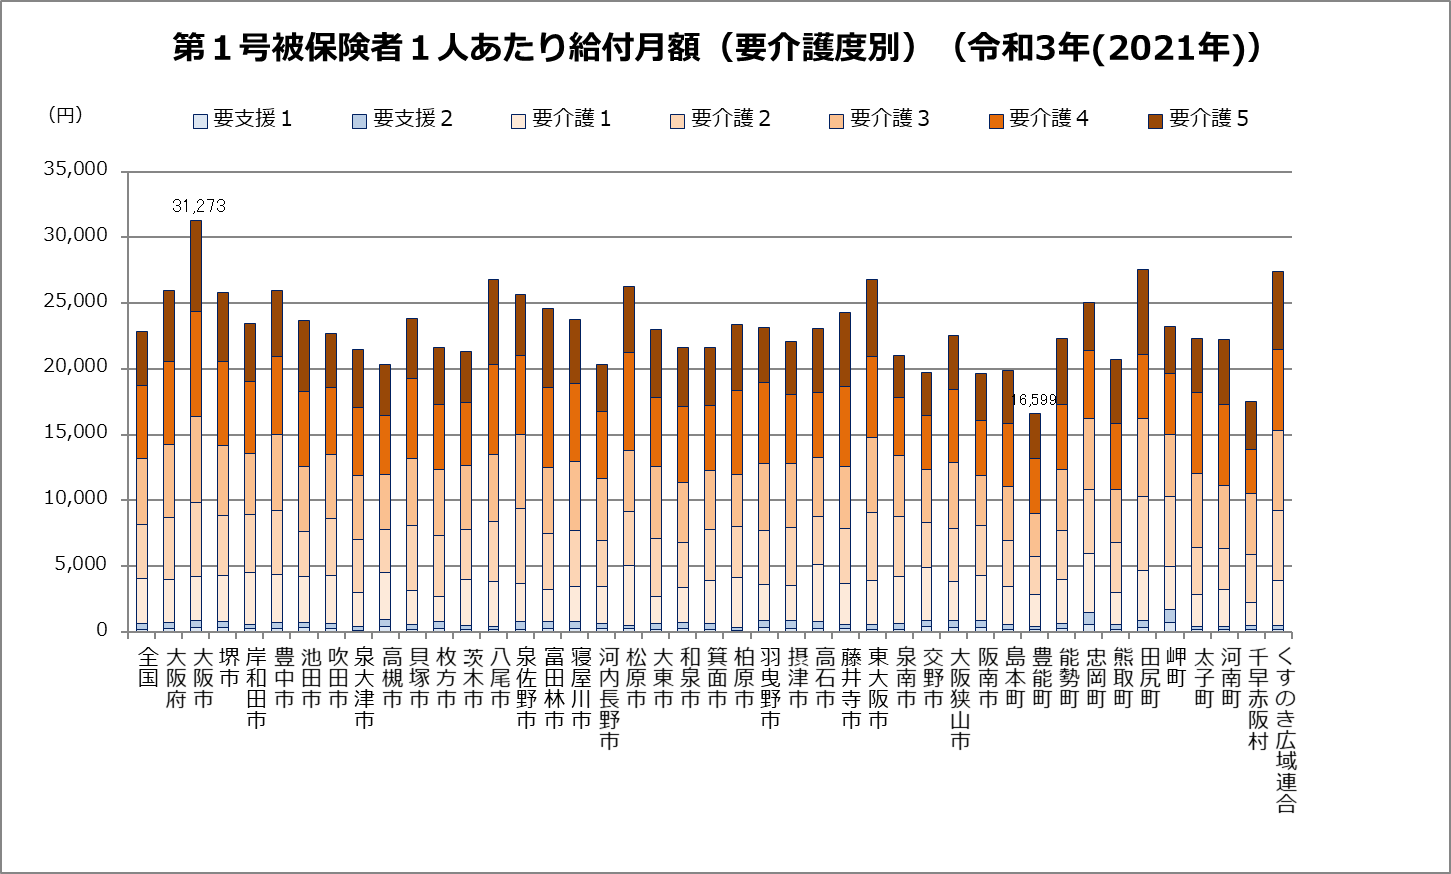 第１号被保険者１人あたり給付月額（要介護度別）（令和3年(2021年)）
（円）
要支援１ 要支援２ 要介護１ 要介護２ 要介護３ 要介護４ 要介護５
35,000
30,000
25,000
20,000
15,000
10,000
5,000
0
31,273
16,599
全国
大阪府
大阪市
堺市
岸和田市
豊中市
池田市
吹田市
泉大津市
高槻市
貝塚市
枚方市
茨木市
八尾市
泉佐野市
富田林市
寝屋川市
河内長野市
松原市
大東市
和泉市
箕面市
柏原市
羽曳野市
摂津市
高石市
藤井寺市
東大阪市
泉南市
交野市
大阪狭山市
阪南市
島本町
豊能町
能勢町
忠岡町
熊取町
田尻町
岬町
太子町
河南町
千早赤阪村
くすのき広域連合